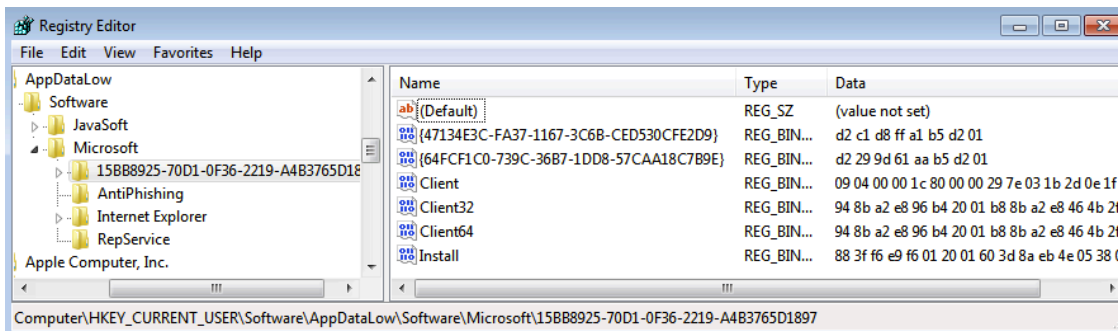 Registry Editor
File Edit View Favorites Help
AppDataLow
Software
JavaSoft
Microsoft
15BB8925-70D1-0F36-2219-A4B3765D18
AntiPhishing
Internet Explorer
RepService
Apple Computer, Inc.
Name Type Data
(Default) REG_SZ (value not set)
{47134E3C-FA37-1167-3C6B-CED530CFE2D9} REG_BIN... d2 c1 d8 ff a1 b5 d2 01
{64FCF1C0-739C-36B7-1DD8-57CAA18C7B9E} REG_BIN... d2 29 9d 61 aa b5 d2 01
Client REG_BIN... 09 04 00 00 1c 80 00 00 29 7e 03 1b 2d 0e 1f
Client32 REG_BIN... 94 8b a2 e8 96 b4 20 01 b8 8b a2 e8 46 4b 2f
Client64 REG_BIN... 94 8b a2 e8 96 b4 20 01 b8 8b a2 e8 46 4b 2f
Install REG_BIN... 88 3f f6 e9 f6 01 20 01 60 3d 8a eb 4e 05 38
Computer\HKEY_CURRENT_USER\Software\AppDataLow\Software\Microsoft\15BB8925-70D1-0F36-2219-A4B3765D1897